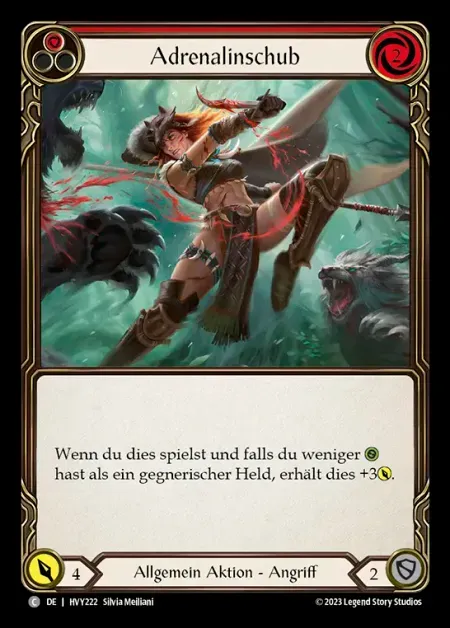 Adrenalinschub
2
Wenn du dies spielst und falls du weniger
hast als ein gegnerischer Held, erhält dies +3.
4
Allgemein Aktion - Angriff
2
C DE | HVY222 Silvia Meiliani
© 2023 Legend Story Studios